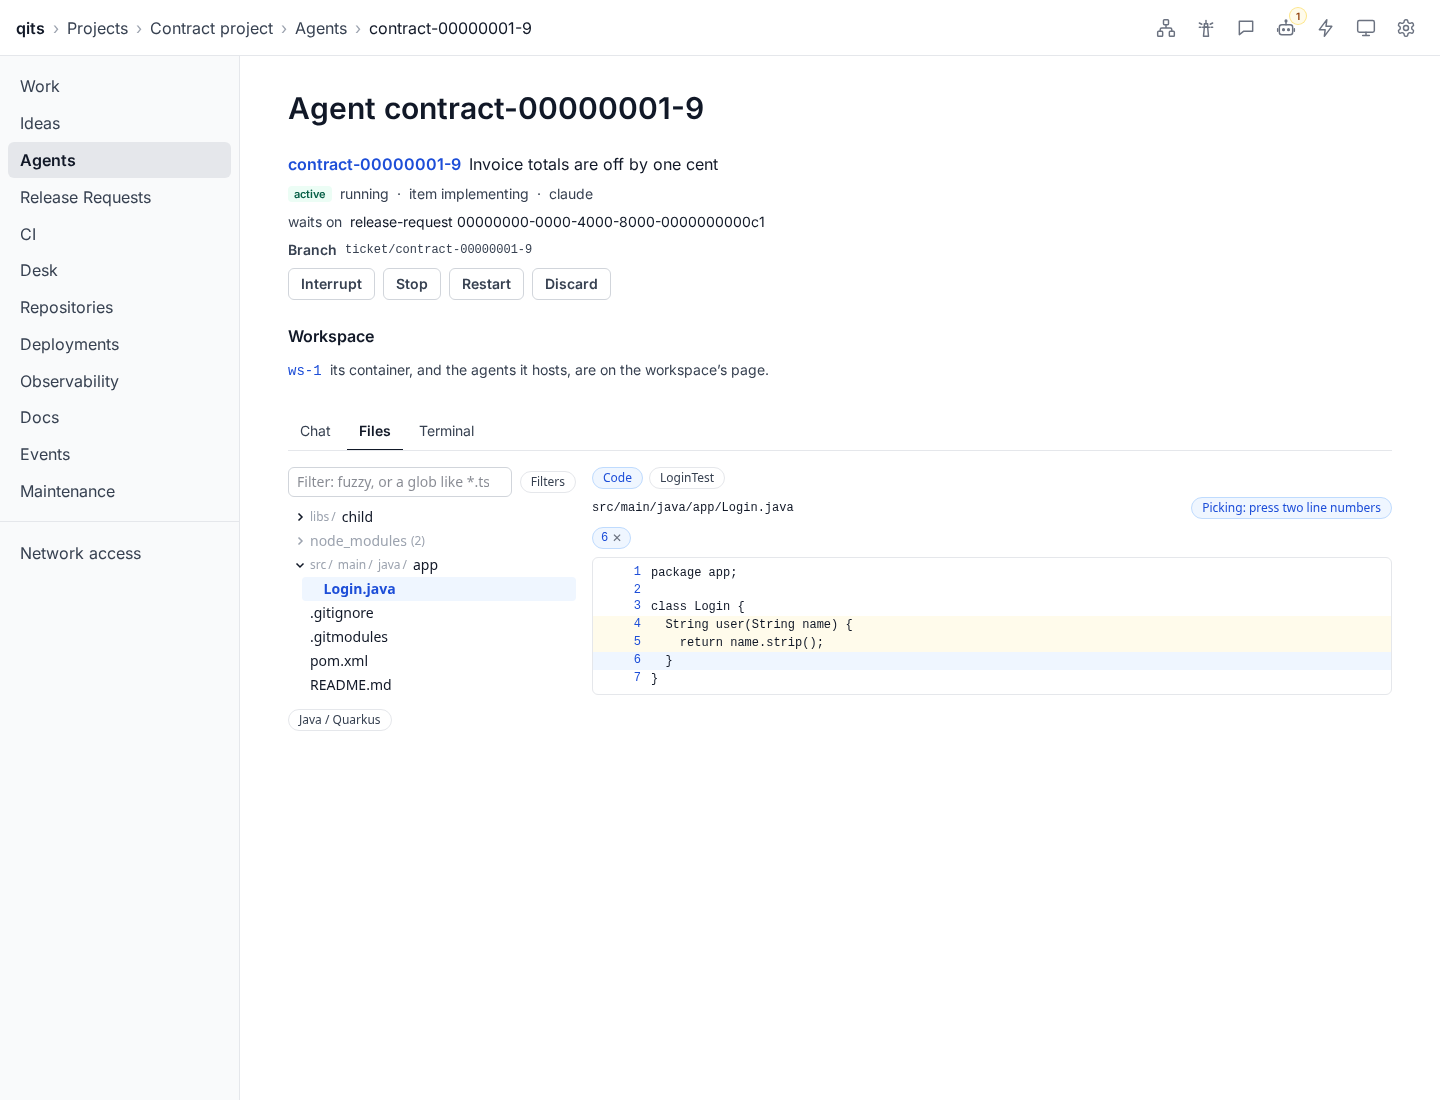 qits › Projects › Contract project › Agents › contract-00000001-9
1
Work
Ideas
Agents
Release Requests
CI
Desk
Repositories
Deployments
Observability
Docs
Events
Maintenance
Network access
Agent contract-00000001-9
contract-00000001-9 Invoice totals are off by one cent
active running · item implementing · claude
waits on release-request 00000000-0000-4000-8000-0000000000c1
Branch ticket/contract-00000001-9
Interrupt Stop Restart Discard
Workspace
ws-1 its container, and the agents it hosts, are on the workspace’s page.
Chat Files Terminal
Filter: fuzzy, or a glob like *.ts Filters
libs/ child
node_modules (2)
src/ main/ java/ app
Login.java
.gitignore
.gitmodules
pom.xml
README.md
Java / Quarkus
Code LoginTest
src/main/java/app/Login.java Picking: press two line numbers
6 ×
1 package app;
2
3 class Login {
4 String user(String name) {
5 return name.strip();
6 }
7 }